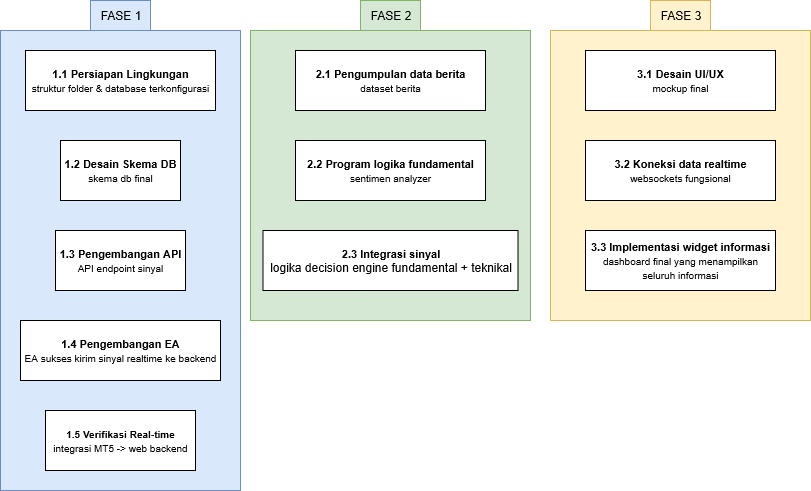 FASE 1
1.1 Persiapan Lingkungan
struktur folder & database terkonfigurasi
1.2 Desain Skema DB
skema db final
1.3 Pengembangan API
API endpoint sinyal
1.4 Pengembangan EA
EA sukses kirim sinyal realtime ke backend
1.5 Verifikasi Real-time
integrasi MT5 -> web backend
FASE 2
2.1 Pengumpulan data berita
dataset berita
2.2 Program logika fundamental
sentimen analyzer
2.3 Integrasi sinyal
logika decision engine fundamental + teknikal
FASE 3
3.1 Desain UI/UX
mockup final
3.2 Koneksi data realtime
websockets fungsional
3.3 Implementasi widget informasi
dashboard final yang menampilkan
seluruh informasi